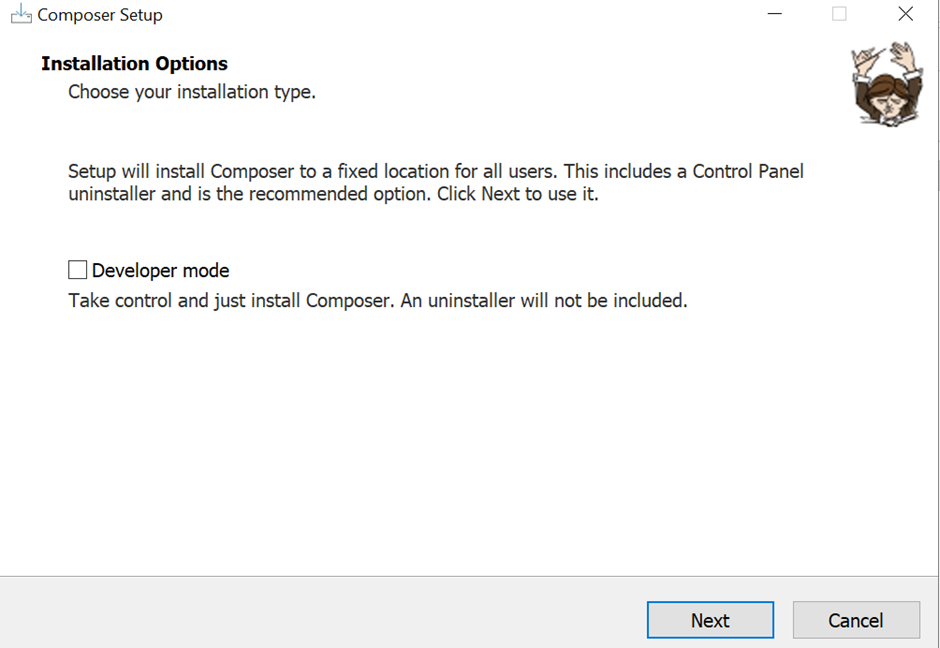 Composer Setup
Installation Options
Choose your installation type.
Setup will install Composer to a fixed location for all users. This includes a Control Panel
uninstaller and is the recommended option. Click Next to use it.
Developer mode
Take control and just install Composer. An uninstaller will not be included.
Next
Cancel